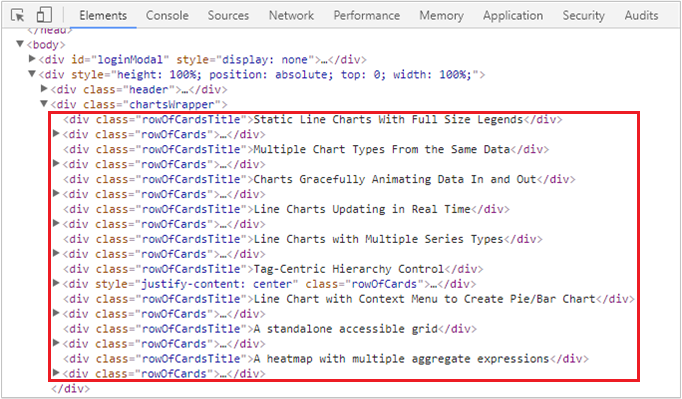 Elements Console Sources Network Performance Memory Application Security Audits
</head>
▼<body>
▶<div id="loginModal" style="display: none">…</div>
▼<div style="height: 100%; position: absolute; top: 0; width: 100%;">
▶<div class="header">…</div>
▼<div class="chartsWrapper">
<div class="rowOfCardsTitle">Static Line Charts With Full Size Legends</div>
▶<div class="rowOfCards">…</div>
<div class="rowOfCardsTitle">Multiple Chart Types From the Same Data</div>
▶<div class="rowOfCards">…</div>
<div class="rowOfCardsTitle">Charts Gracefully Animating Data In and Out</div>
▶<div class="rowOfCards">…</div>
<div class="rowOfCardsTitle">Line Charts Updating in Real Time</div>
▶<div class="rowOfCards">…</div>
<div class="rowOfCardsTitle">Line Charts with Multiple Series Types</div>
▶<div class="rowOfCards">…</div>
<div class="rowOfCardsTitle">Tag-Centric Hierarchy Control</div>
▶<div style="justify-content: center" class="rowOfCards">…</div>
<div class="rowOfCardsTitle">Line Chart with Context Menu to Create Pie/Bar Chart</div>
▶<div class="rowOfCards">…</div>
<div class="rowOfCardsTitle">A standalone accessible grid</div>
▶<div class="rowOfCards">…</div>
<div class="rowOfCardsTitle">A heatmap with multiple aggregate expressions</div>
▶<div class="rowOfCards">…</div>
</div>